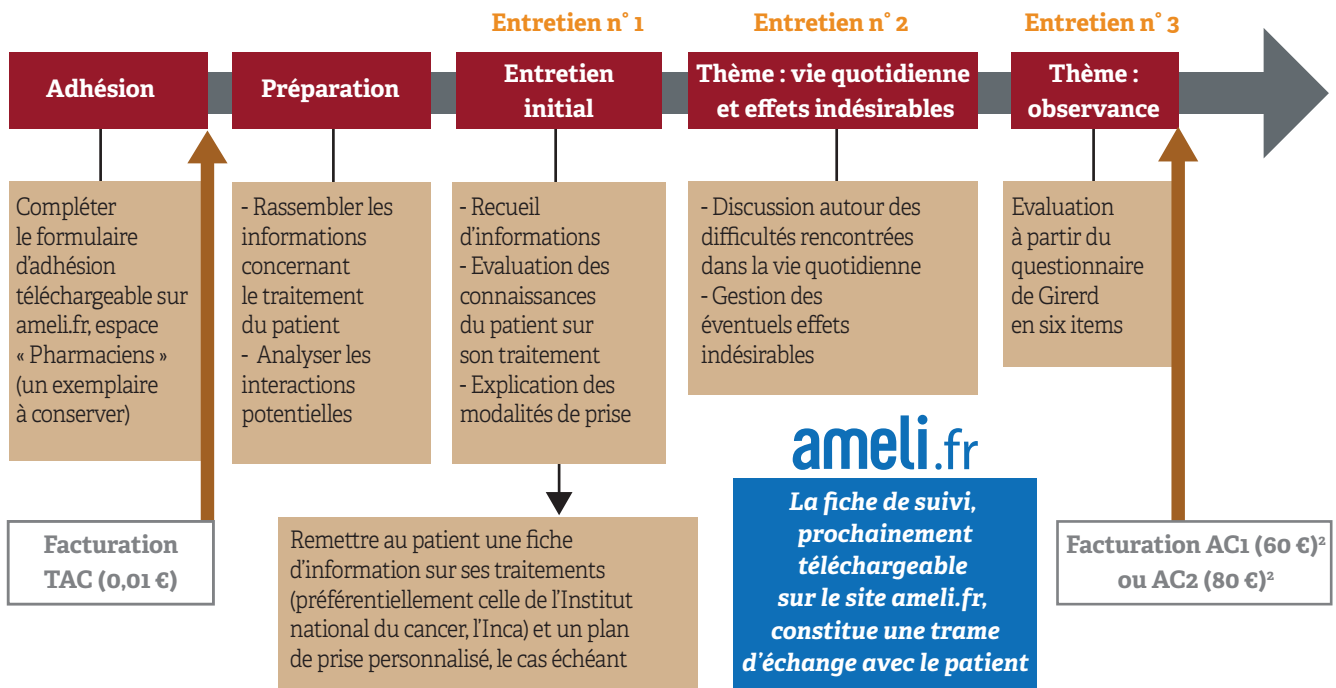 Entretien n° 1
Entretien n° 2
Entretien n° 3
Adhésion
Préparation
Entretien
initial
Thème : vie quotidienne
et effets indésirables
Thème :
observance
Compléter
le formulaire
d'adhésion
téléchargeable sur
ameli.fr, espace
« Pharmaciens »
(un exemplaire
à conserver)
- Rassembler les
informations
concernant
le traitement
du patient
- Analyser les
interactions
potentielles
- Recueil
d'informations
- Evaluation des
connaissances
du patient sur
son traitement
- Explication des
modalités de prise
- Discussion autour des
difficultés rencontrées
dans la vie quotidienne
- Gestion des
éventuels effets
indésirables
Evaluation
à partir du
questionnaire
de Girerd
en six items
Facturation
TAC (0,01 €)
Remettre au patient une fiche
d'information sur ses traitements
(préférentiellement celle de l'Institut
national du cancer, l'Inca) et un plan
de prise personnalisé, le cas échéant
ameli.fr
La fiche de suivi,
prochainement
téléchargeable
sur le site ameli.fr,
constitue une trame
d'échange avec le patient
Facturation AC1 (60 €)²
ou AC2 (80 €)²